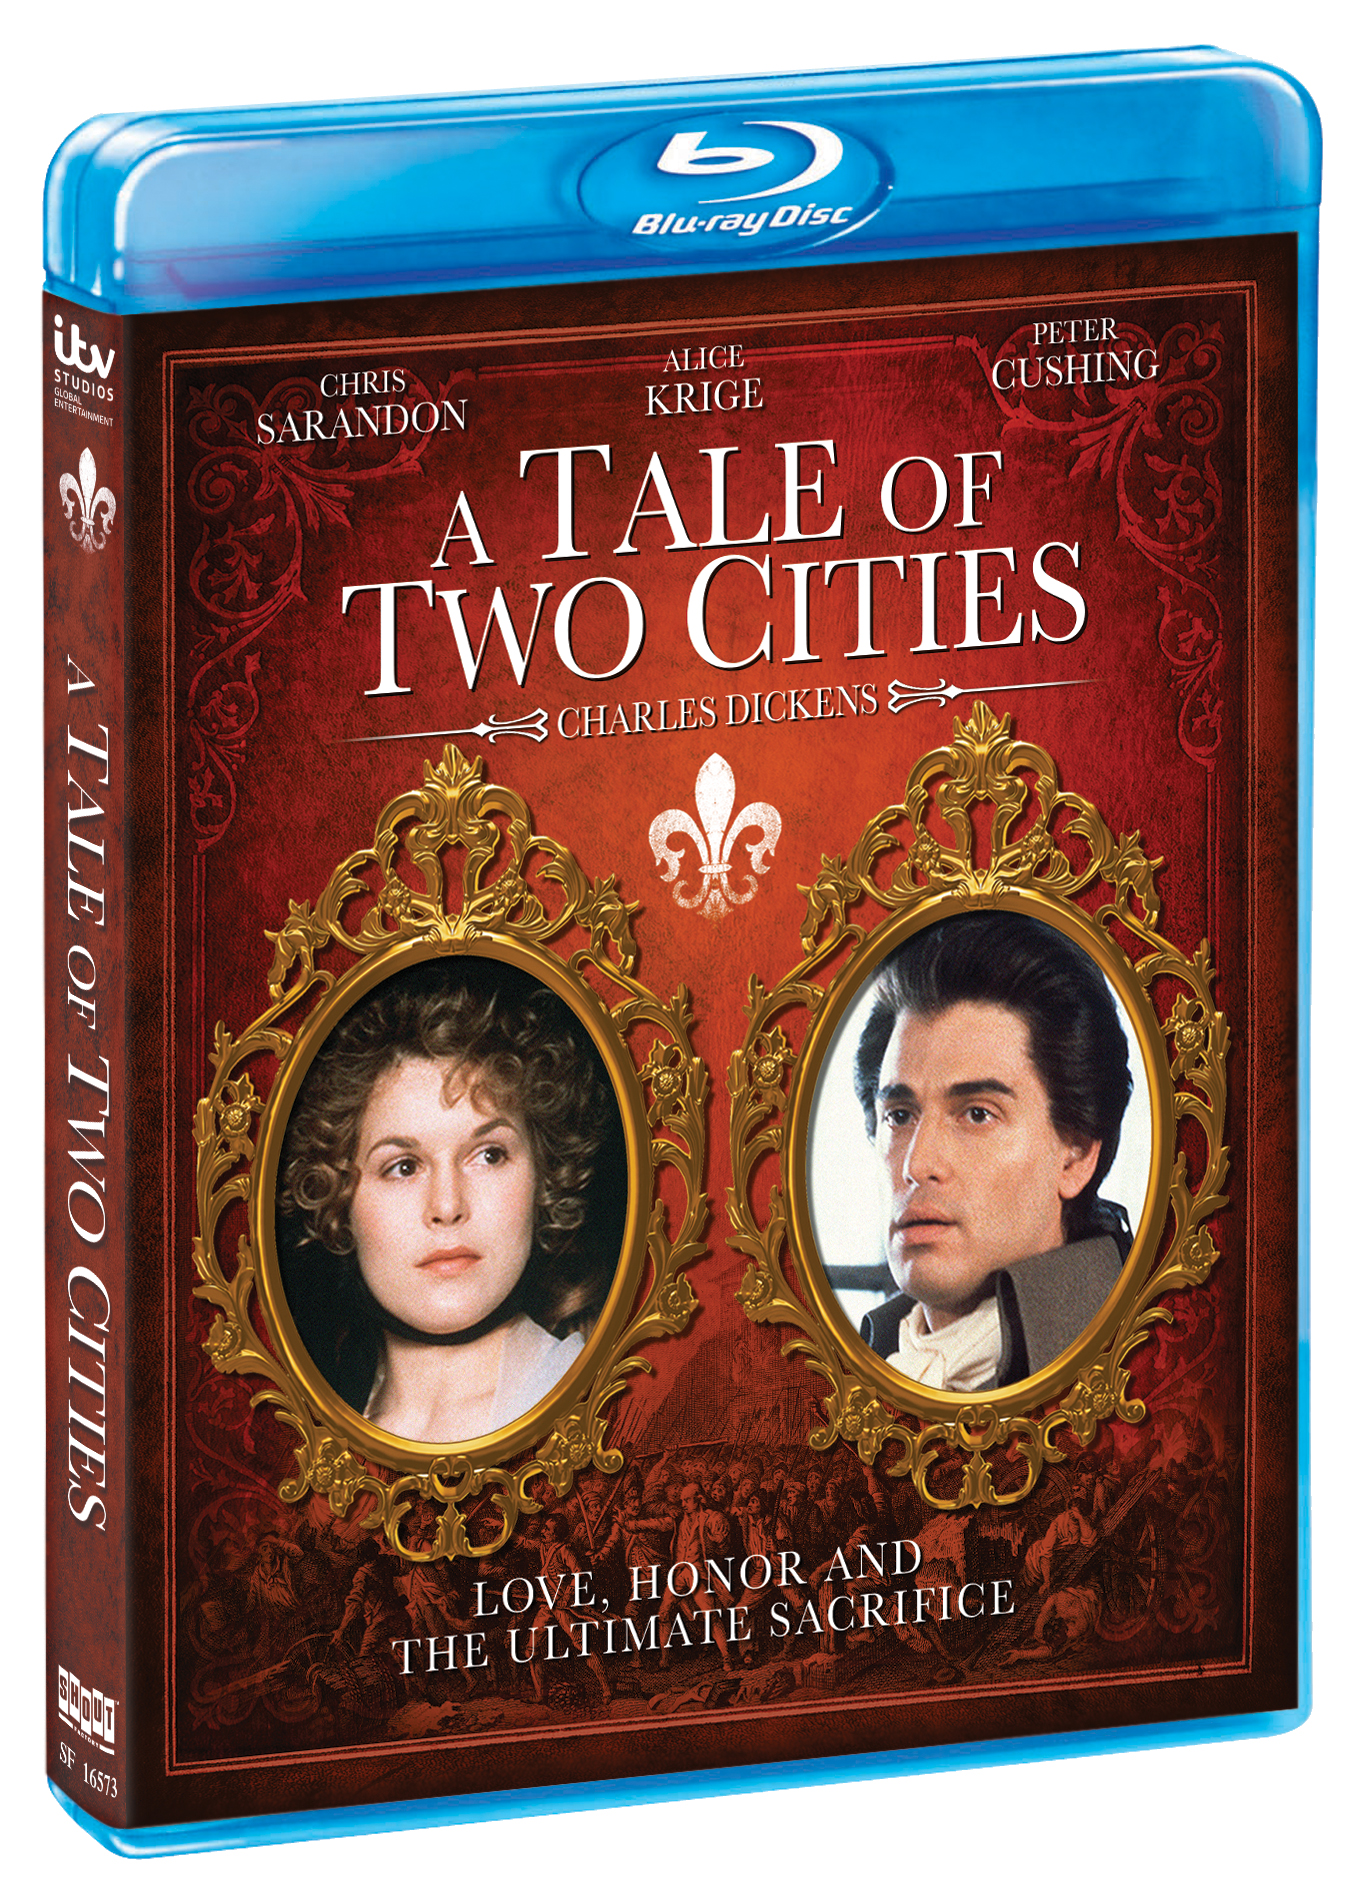 Blu-ray Disc
CHRIS
SARANDON
ALICE
KRIGE
PETER
CUSHING
A TALE OF
TWO CITIES
CHARLES DICKENS
LOVE, HONOR AND
THE ULTIMATE SACRIFICE
itv
STUDIOS
GLOBAL
ENTERTAINMENT
A TALE OF TWO CITIES
SHOUT
FACTORY
SF 16573